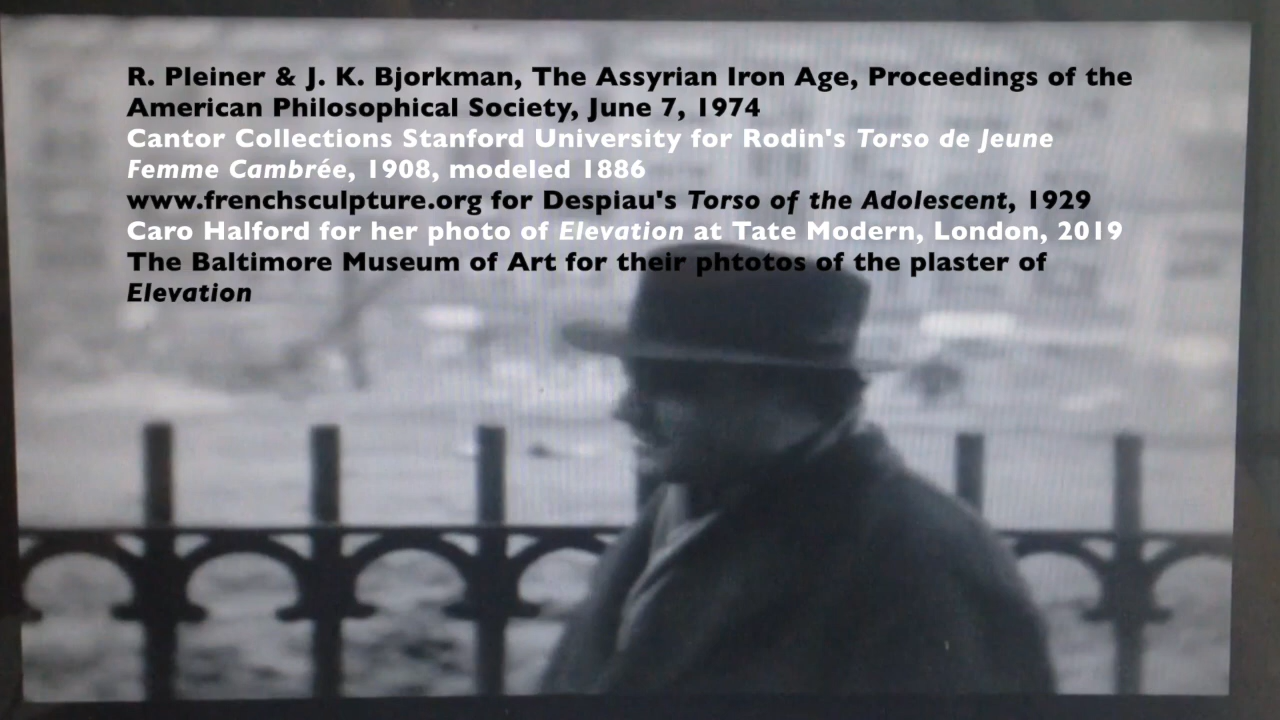 R. Pleiner & J. K. Bjorkman, The Assyrian Iron Age, Proceedings of the
American Philosophical Society, June 7, 1974
Cantor Collections Stanford University for Rodin's Torso de Jeune
Femme Cambrée, 1908, modeled 1886
www.frenchsculpture.org for Despiau's Torso of the Adolescent, 1929
Caro Halford for her photo of Elevation at Tate Modern, London, 2019
The Baltimore Museum of Art for their phtotos of the plaster of
Elevation